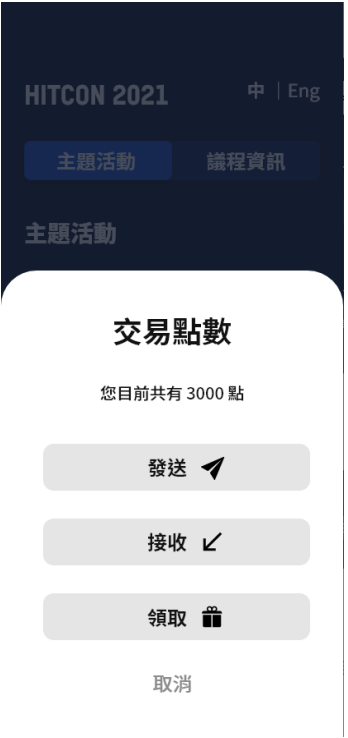 HITCON 2021
中 | Eng
主題活動 議程資訊
主題活動
交易點數
您目前共有 3000 點
發送
接收
領取
取消